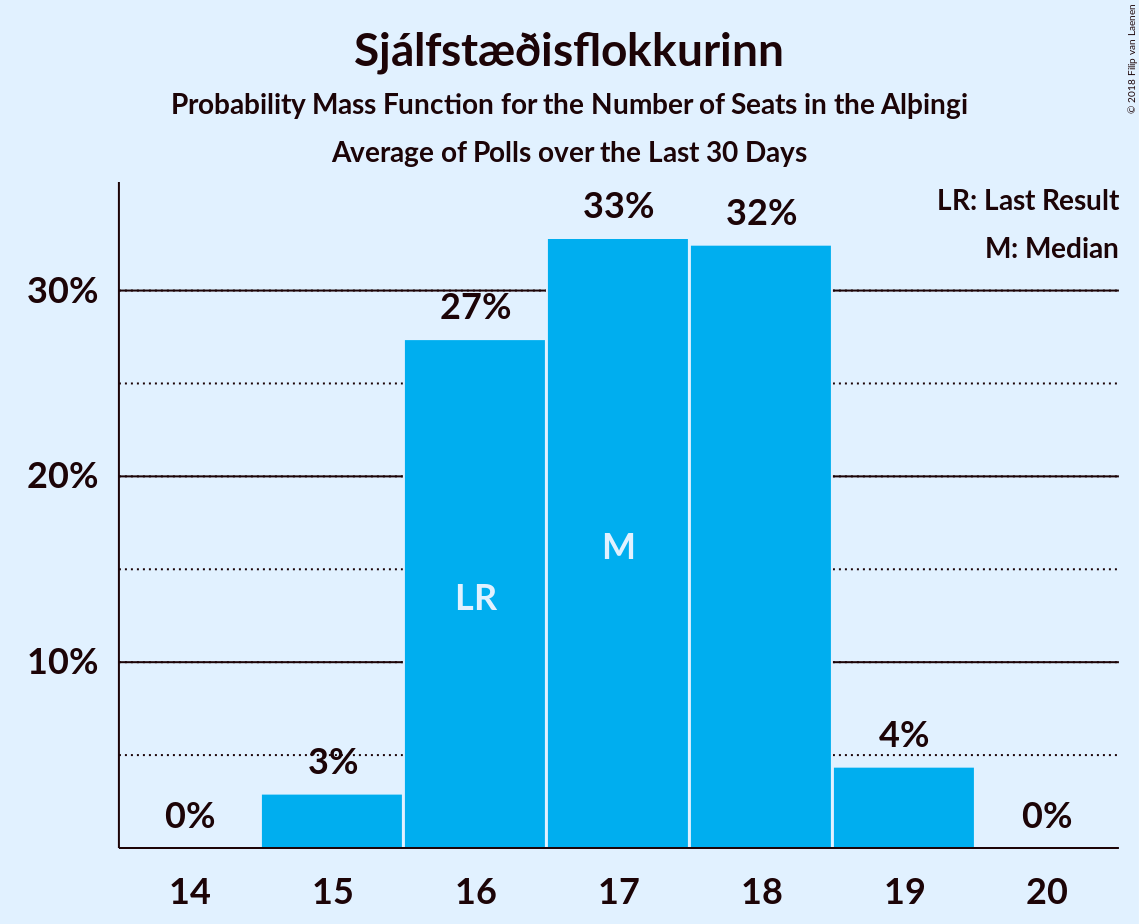 Sjálfstæðisflokkurinn
Probability Mass Function for the Number of Seats in the Alþingi
Average of Polls over the Last 30 Days
© 2018 Filip van Laenen
LR: Last Result
M: Median
33%
32%
30%
27%
20%
M
LR
10%
4%
3%
0%
0%
14 15 16 17 18 19 20